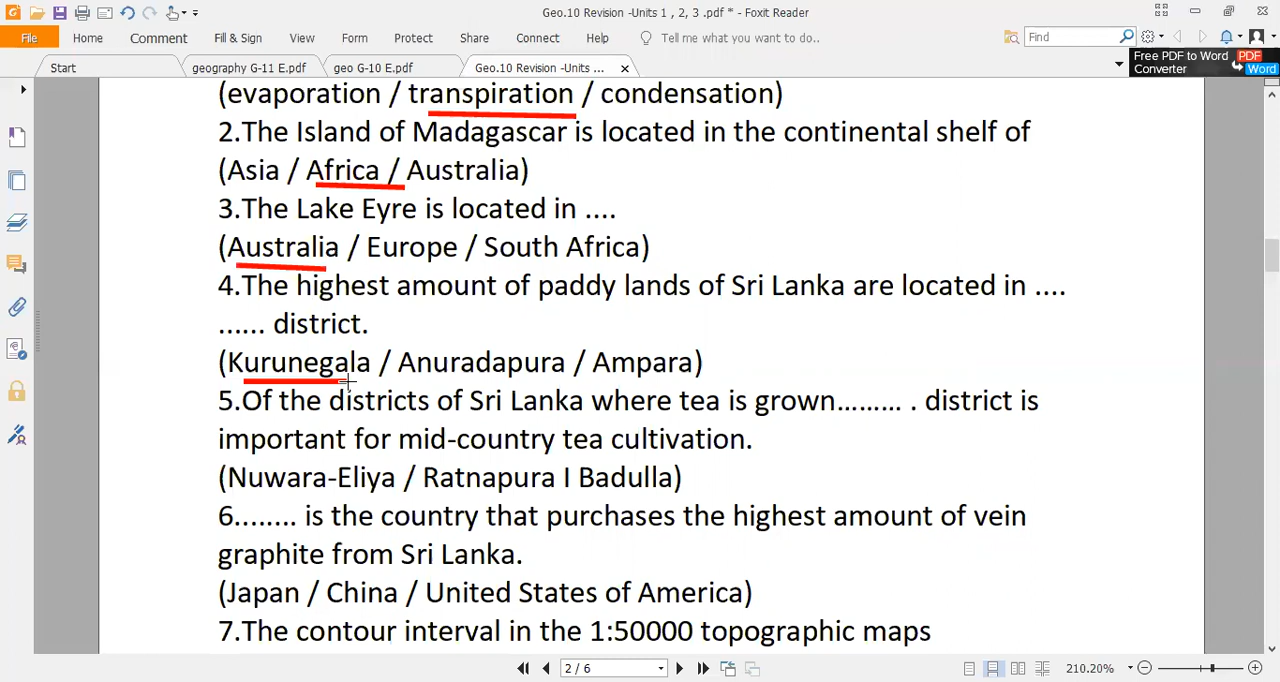 Geo.10 Revision -Units 1 , 2, 3 .pdf * - Foxit Reader
File Home Comment Fill & Sign View Form Protect Share Connect Help Tell me what you want to do.. Find
Start geography G-11 E.pdf geo G-10 E.pdf Geo.10 Revision -Units ... Free PDF to Word Converter PDF Word
(evaporation / transpiration / condensation)
2.The Island of Madagascar is located in the continental shelf of
(Asia / Africa / Australia)
3.The Lake Eyre is located in ....
(Australia / Europe / South Africa)
4.The highest amount of paddy lands of Sri Lanka are located in ....
...... district.
(Kurunegala / Anuradapura / Ampara)
5.Of the districts of Sri Lanka where tea is grown……… . district is
important for mid-country tea cultivation.
(Nuwara-Eliya / Ratnapura I Badulla)
6........ is the country that purchases the highest amount of vein
graphite from Sri Lanka.
(Japan / China / United States of America)
7.The contour interval in the 1:50000 topographic maps
2 / 6 210.20%